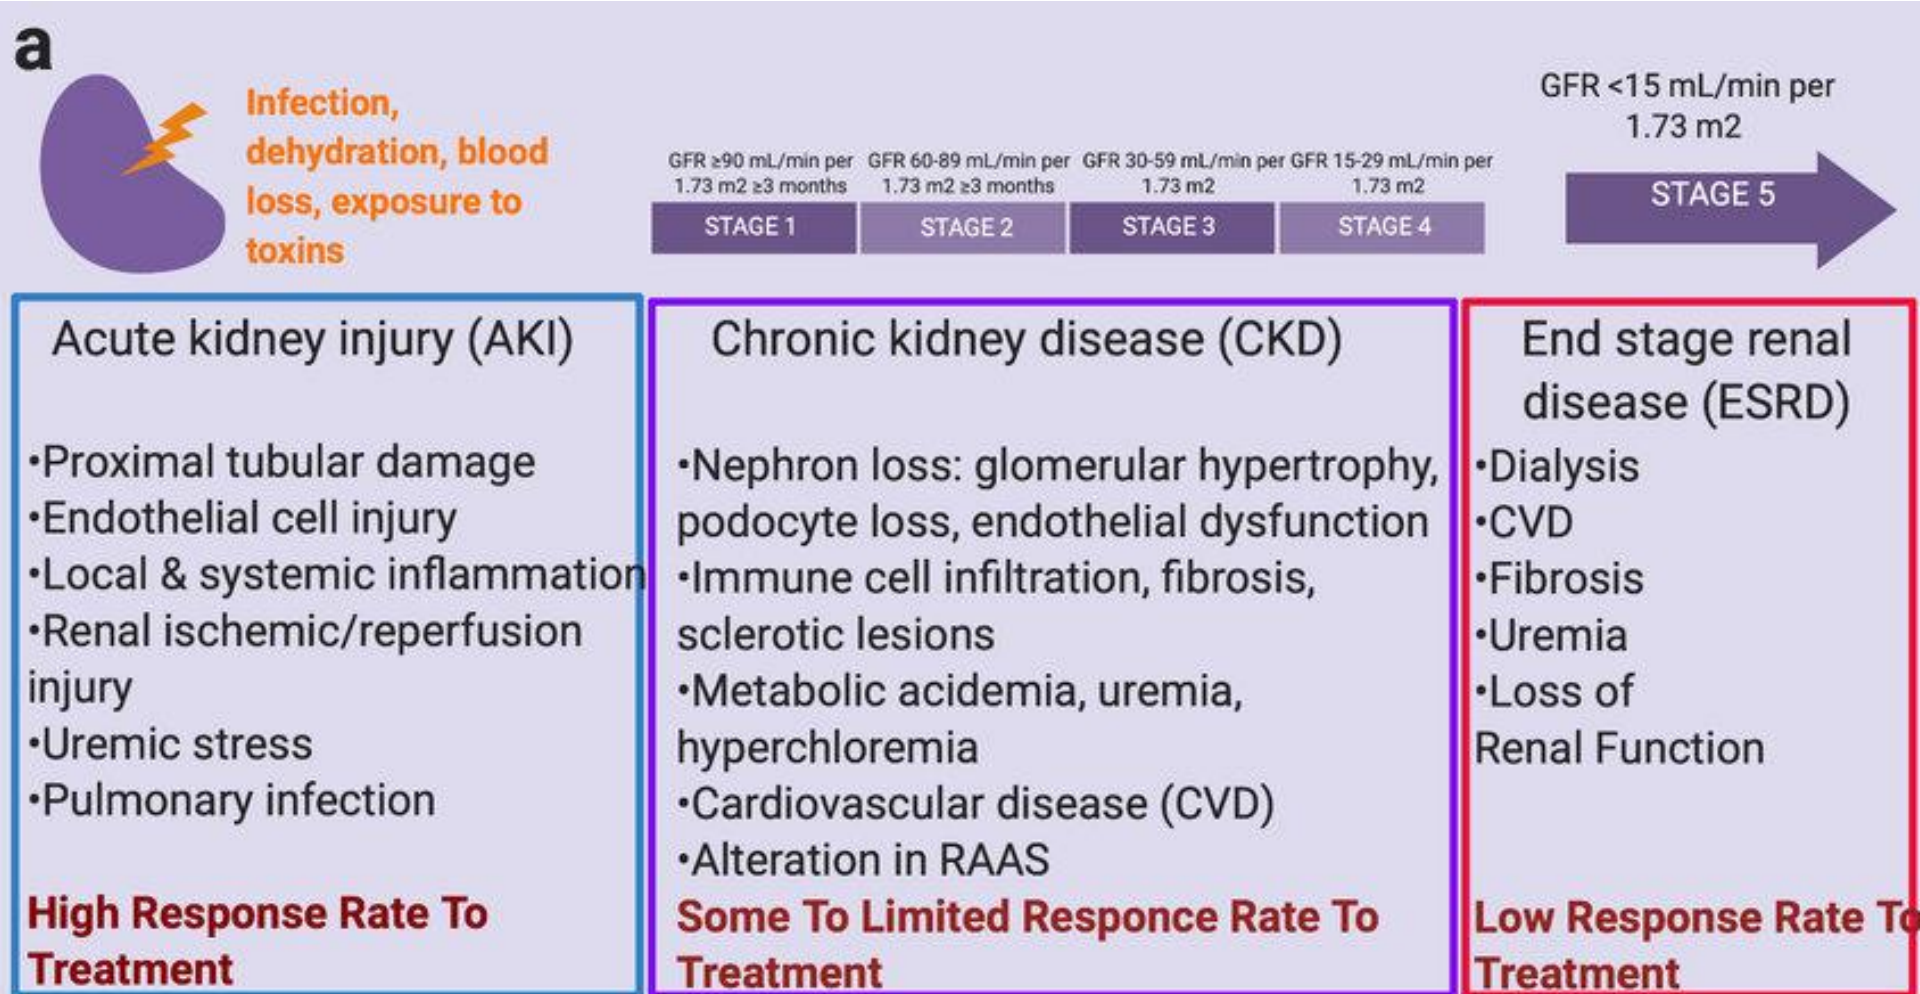 a
Infection,
dehydration, blood
loss, exposure to
toxins
GFR ≥90 mL/min per
1.73 m2 ≥3 months
STAGE 1
GFR 60-89 mL/min per
1.73 m2 ≥3 months
STAGE 2
GFR 30-59 mL/min per
1.73 m2
STAGE 3
GFR 15-29 mL/min per
1.73 m2
STAGE 4
GFR <15 mL/min per
1.73 m2
STAGE 5
Acute kidney injury (AKI)
•Proximal tubular damage
•Endothelial cell injury
•Local & systemic inflammation
•Renal ischemic/reperfusion
injury
•Uremic stress
•Pulmonary infection
High Response Rate To
Treatment
Chronic kidney disease (CKD)
•Nephron loss: glomerular hypertrophy,
podocyte loss, endothelial dysfunction
•Immune cell infiltration, fibrosis,
sclerotic lesions
•Metabolic acidemia, uremia,
hyperchloremia
•Cardiovascular disease (CVD)
•Alteration in RAAS
Some To Limited Responce Rate To
Treatment
End stage renal
disease (ESRD)
•Dialysis
•CVD
•Fibrosis
•Uremia
•Loss of
Renal Function
Low Response Rate To
Treatment